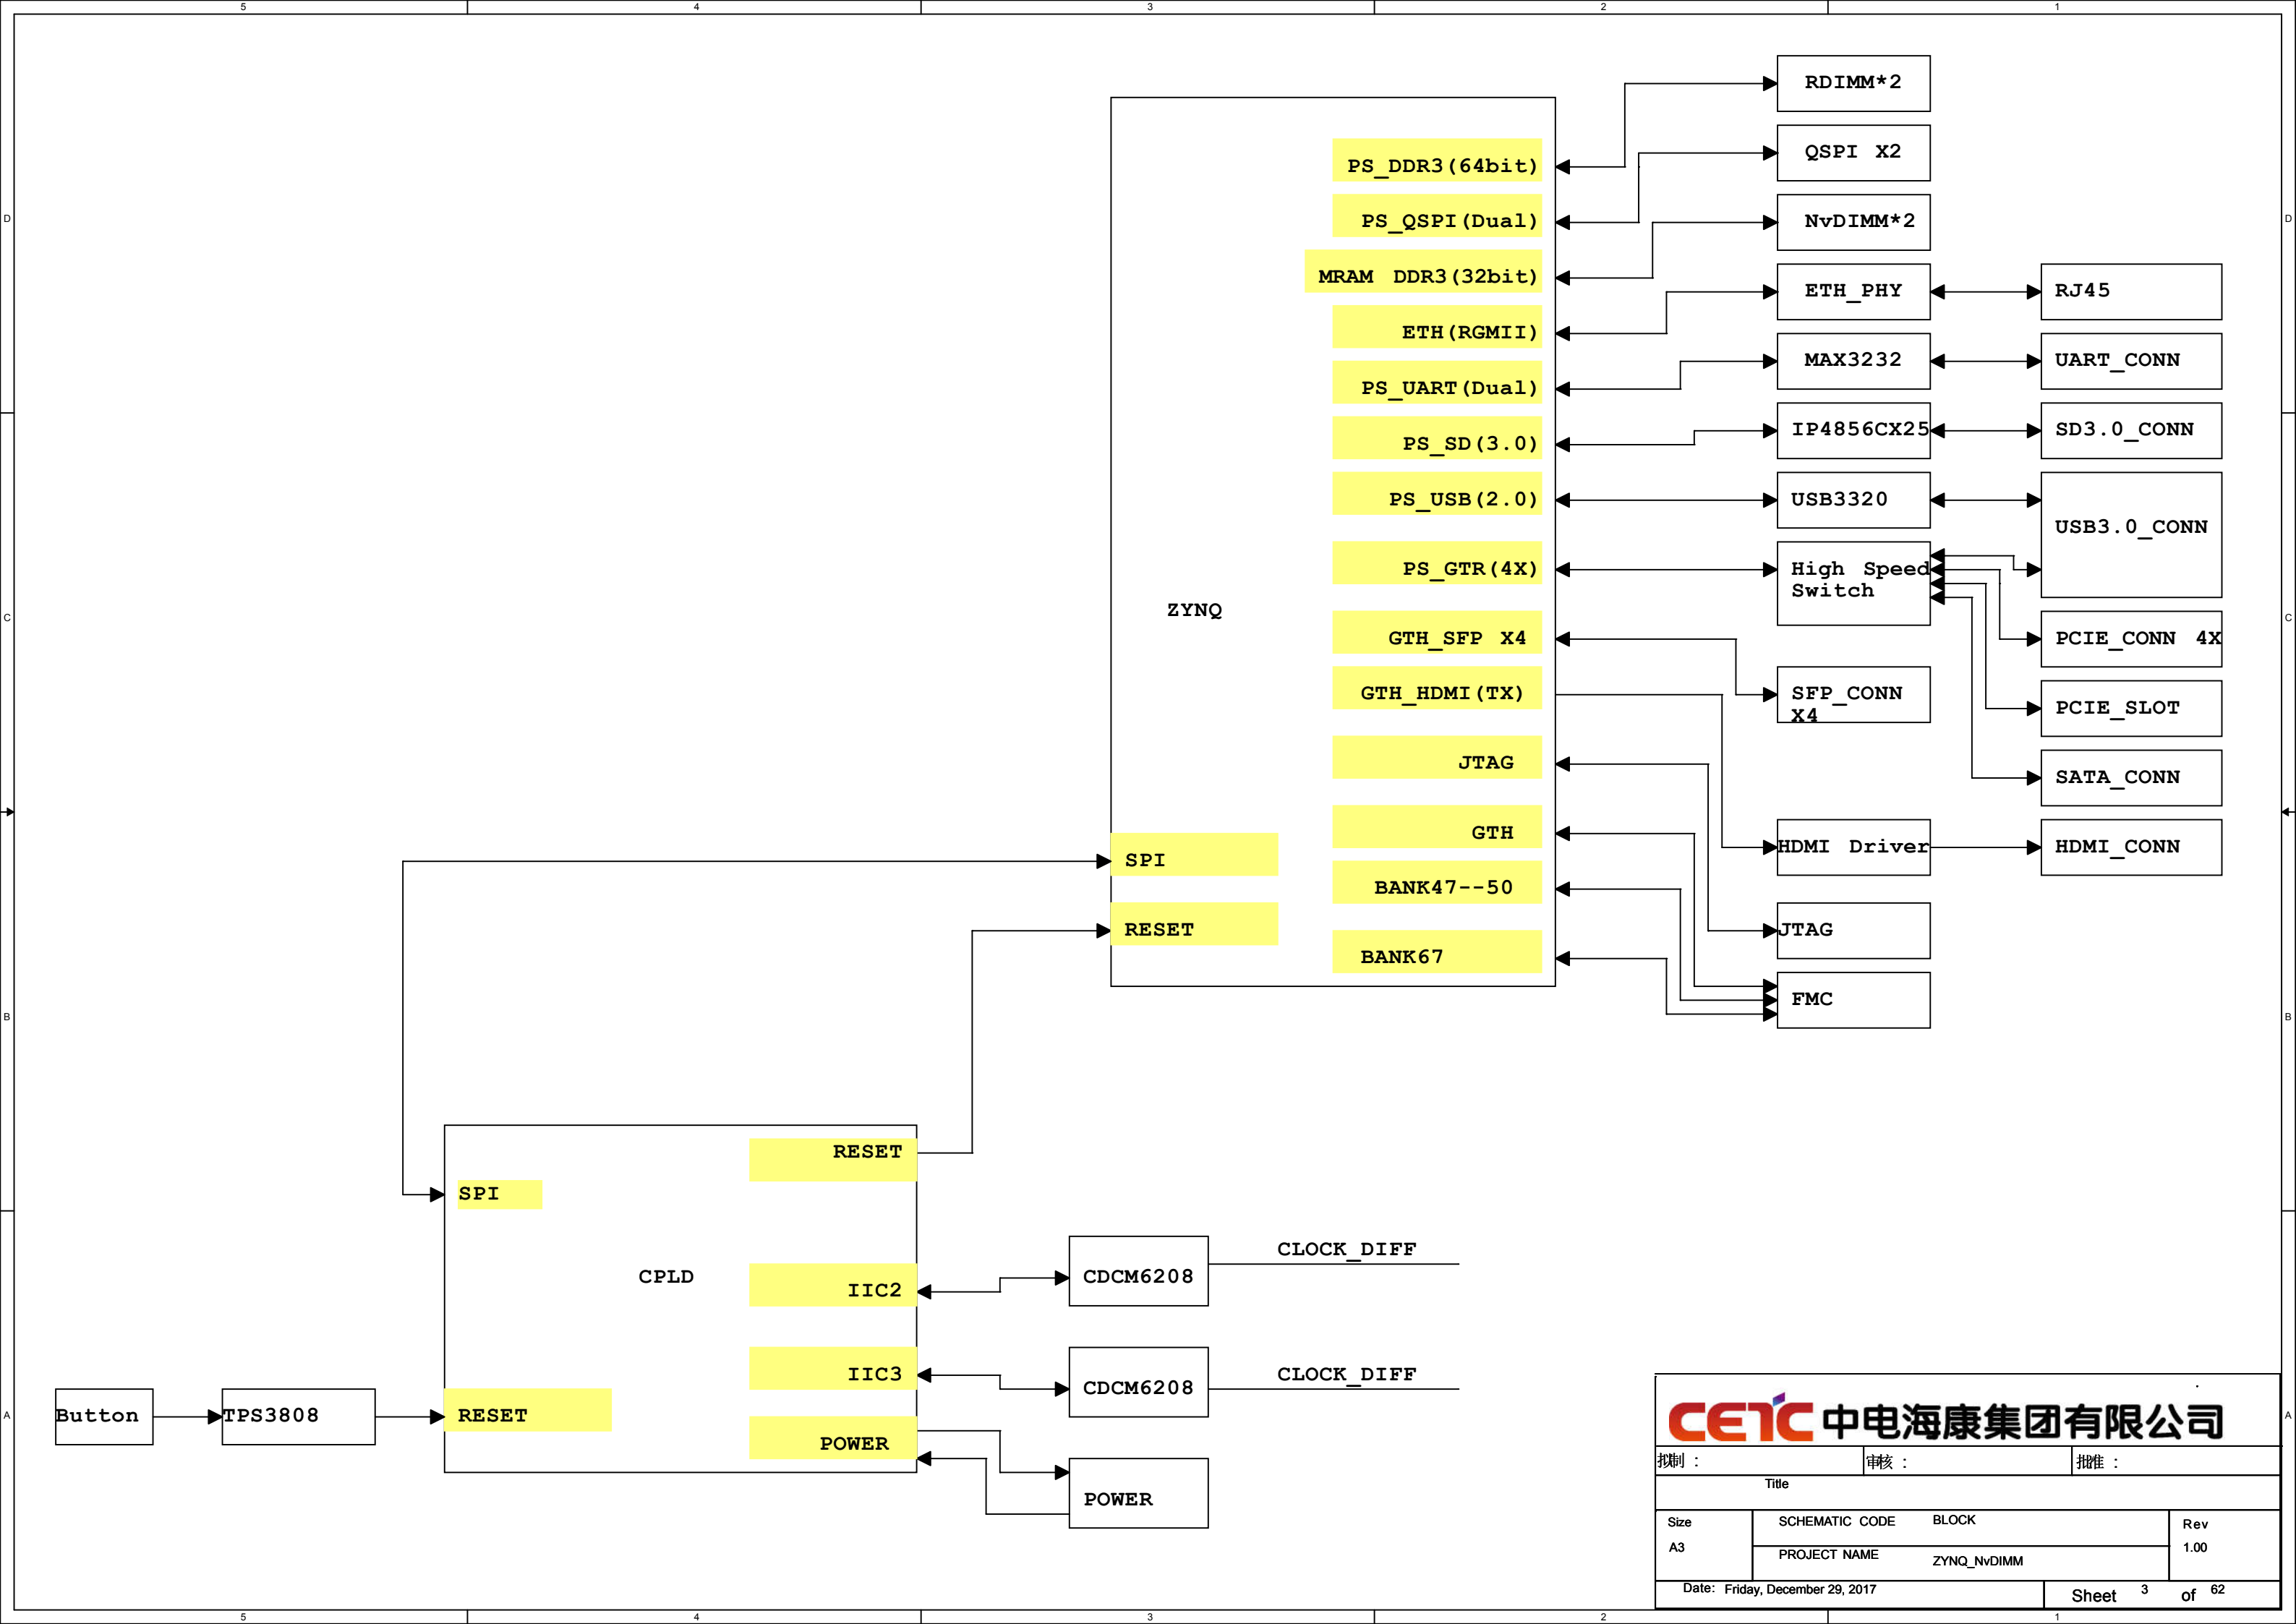 5 4 3 2 1
RDIMM*2
PS_DDR3(64bit)
QSPI X2
PS_QSPI(Dual)
NvDIMM*2
D D
MRAM DDR3(32bit)
ETH_PHY
RJ45
ETH(RGMII)
MAX3232
UART_CONN
PS_UART(Dual)
IP4856CX25
SD3.0_CONN
PS_SD(3.0)
PS_USB(2.0)
USB3320
USB3.0_CONN
PS_GTR(4X)
High Speed
Switch
ZYNQ
C C
GTH_SFP X4
PCIE_CONN 4X
GTH_HDMI(TX)
SFP_CONN
X4
PCIE_SLOT
JTAG
SATA_CONN
GTH
HDMI Driver
HDMI_CONN
SPI
BANK47--50
RESET
JTAG
BANK67
FMC
B B
RESET
SPI
CPLD
IIC2
CDCM6208
CLOCK_DIFF
IIC3
CDCM6208
CLOCK_DIFF
A A
Button
TPS3808
RESET
POWER
POWER
CETC 中电海康集团有限公司
拟制 :
审核 :
批准 :
Title
Size
A3
SCHEMATIC CODE BLOCK
PROJECT NAME ZYNQ_NvDIMM
Rev
1.00
Date: Friday, December 29, 2017
Sheet 3 of 62
5 4 3 2 1